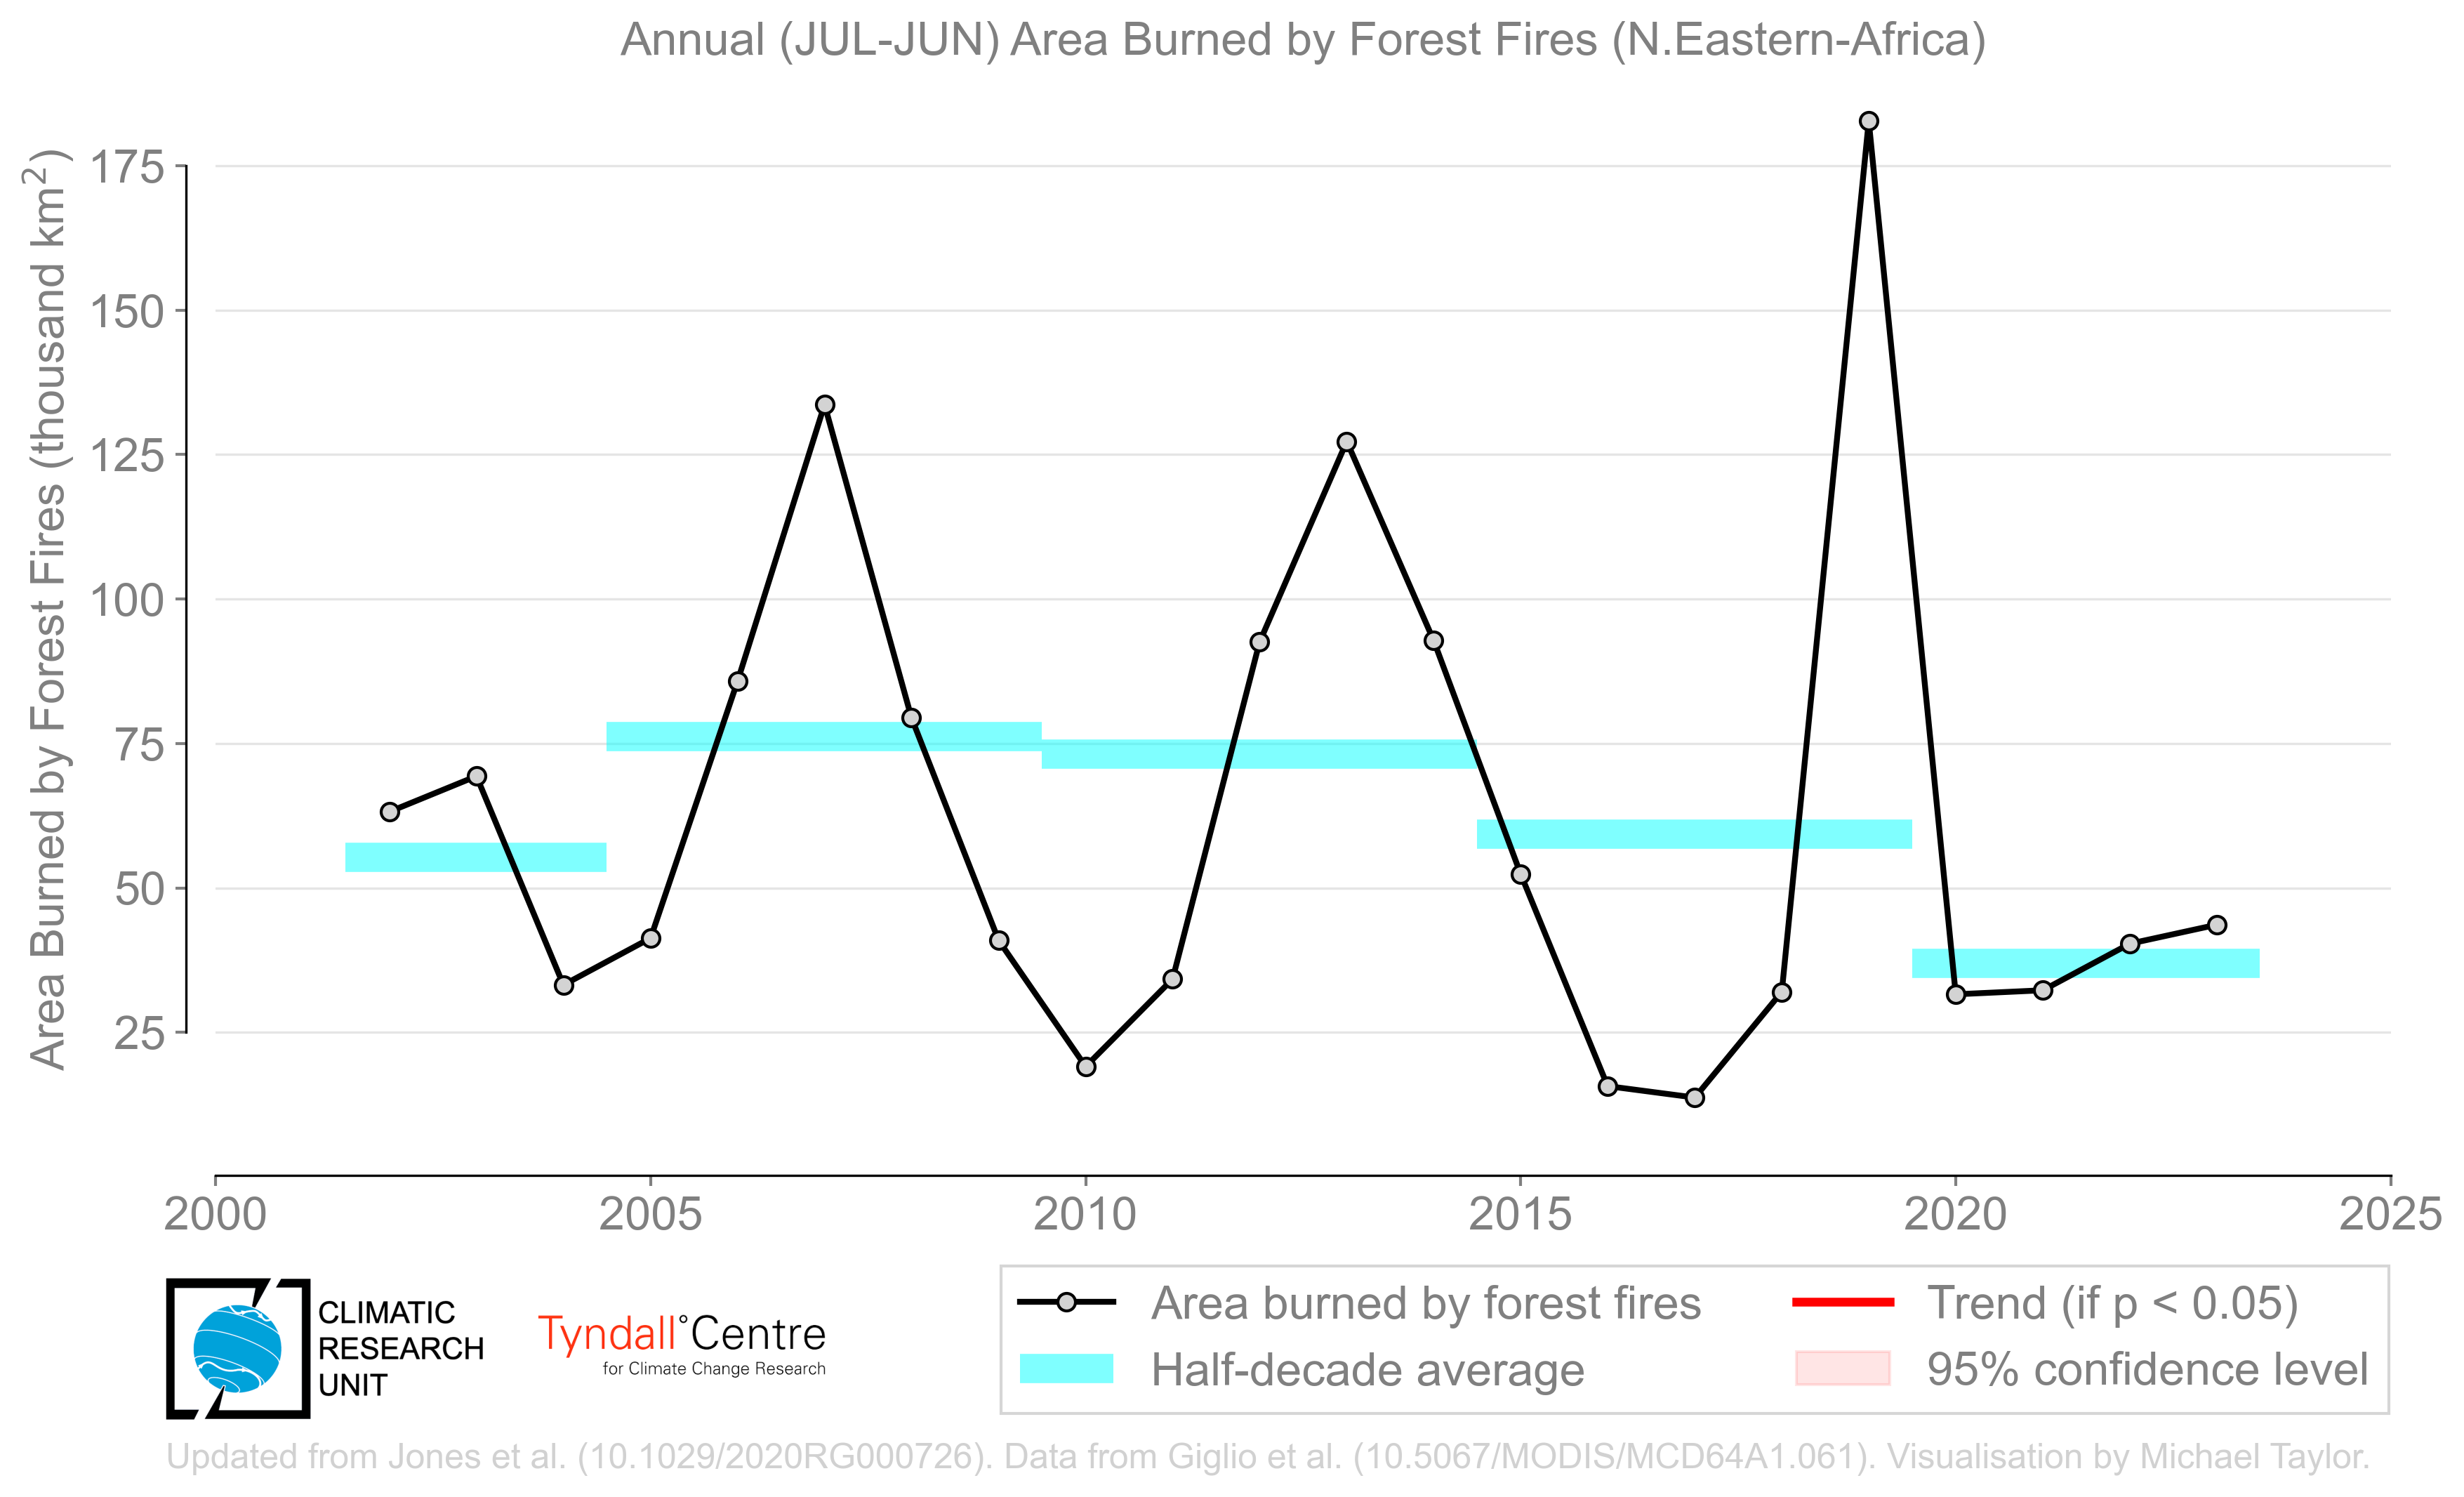 Annual (JUL-JUN) Area Burned by Forest Fires (N.Eastern-Africa)
Area Burned by Forest Fires (thousand km²)
175
150
125
100
75
50
25
2000 2005 2010 2015 2020 2025
CLIMATIC
RESEARCH
UNIT
Tyndall°Centre
for Climate Change Research
Area burned by forest fires
Half-decade average
Trend (if p < 0.05)
95% confidence level
Updated from Jones et al. (10.1029/2020RG000726). Data from Giglio et al. (10.5067/MODIS/MCD64A1.061). Visualisation by Michael Taylor.